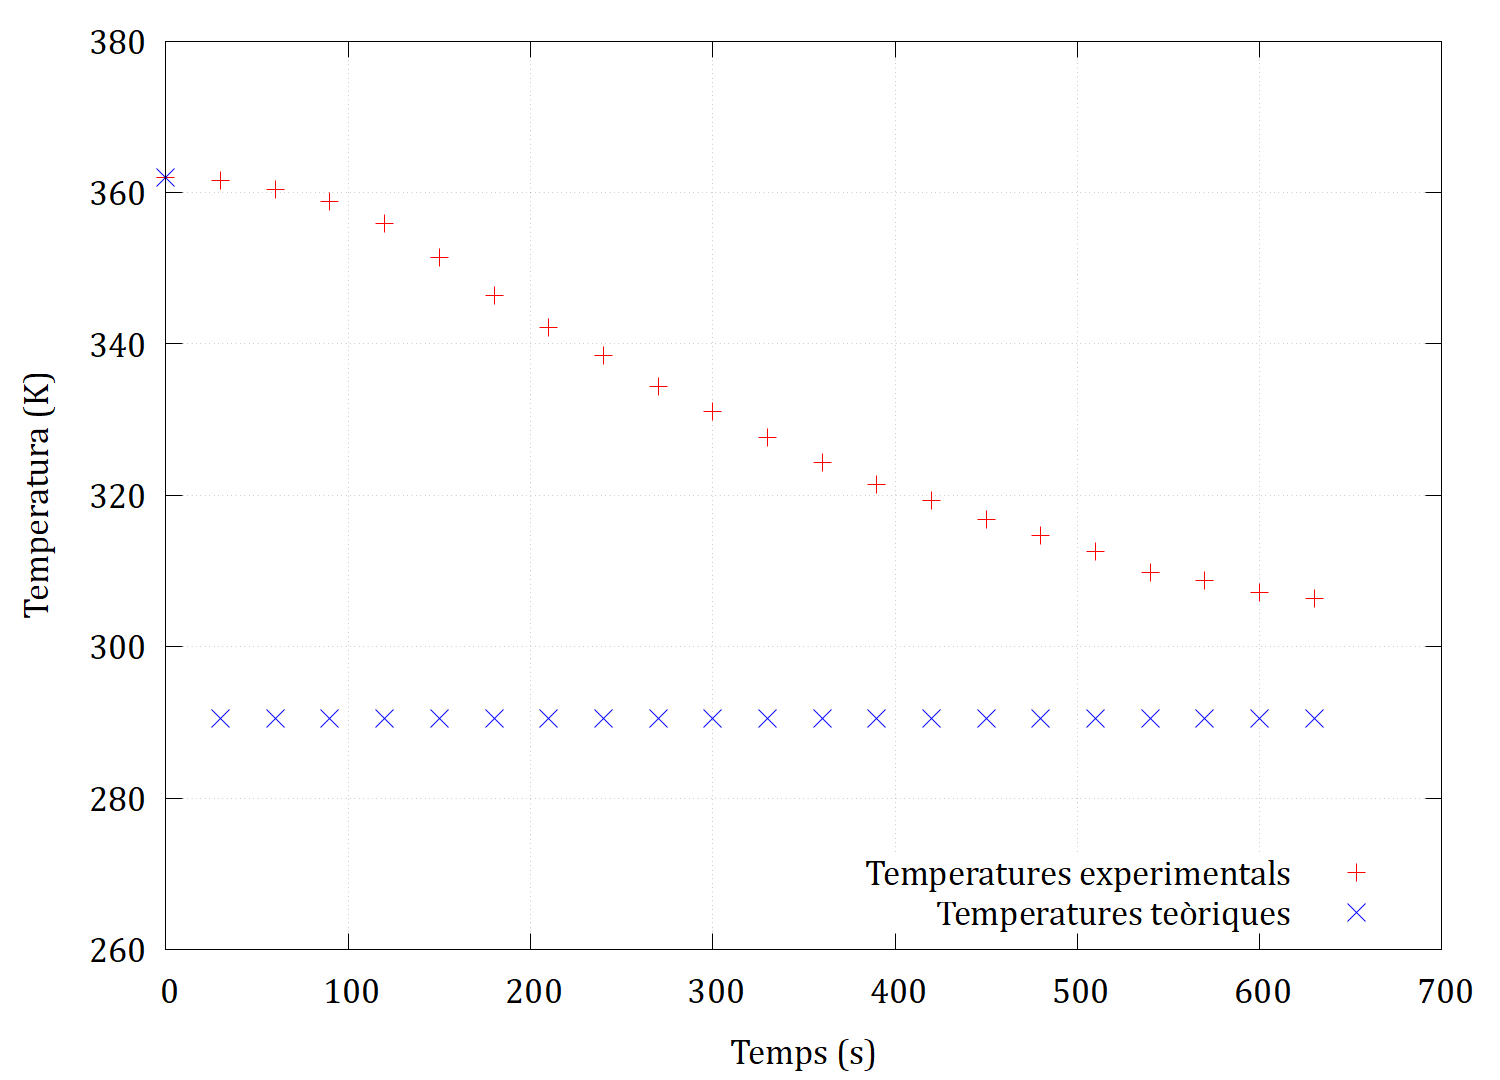 380
360
340
320
300
280
260
Temperatura (K)
Temperatures experimentals
Temperatures teòriques
0 100 200 300 400 500 600 700
Temps (s)